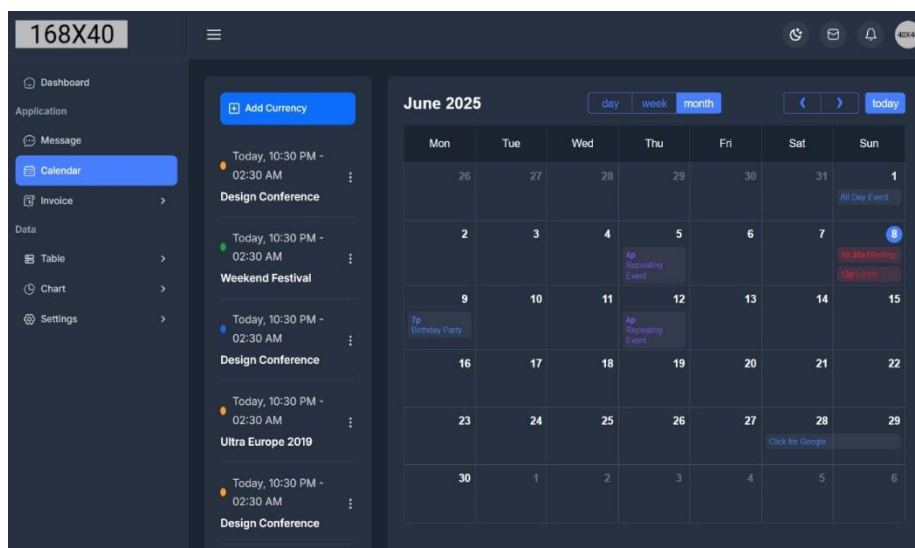 168X40
40X4
Dashboard
Application
Message
Calendar
Invoice
Data
Table
Chart
Settings
Add Currency
Today, 10:30 PM -
02:30 AM
Design Conference
Today, 10:30 PM -
02:30 AM
Weekend Festival
Today, 10:30 PM -
02:30 AM
Design Conference
Today, 10:30 PM -
02:30 AM
Ultra Europe 2019
Today, 10:30 PM -
02:30 AM
Design Conference
June 2025 day week month today
Mon Tue Wed Thu Fri Sat Sun
26 27 28 29 30 31 1
All Day Event
2 3 4 5 6 7 8
4p
Repeating
Event
10:30a Meeting
12p Lunch
9 10 11 12 13 14 15
7p
Birthday Party
4p
Repeating
Event
16 17 18 19 20 21 22
23 24 25 26 27 28 29
Click for Google
30 1 2 3 4 5 6